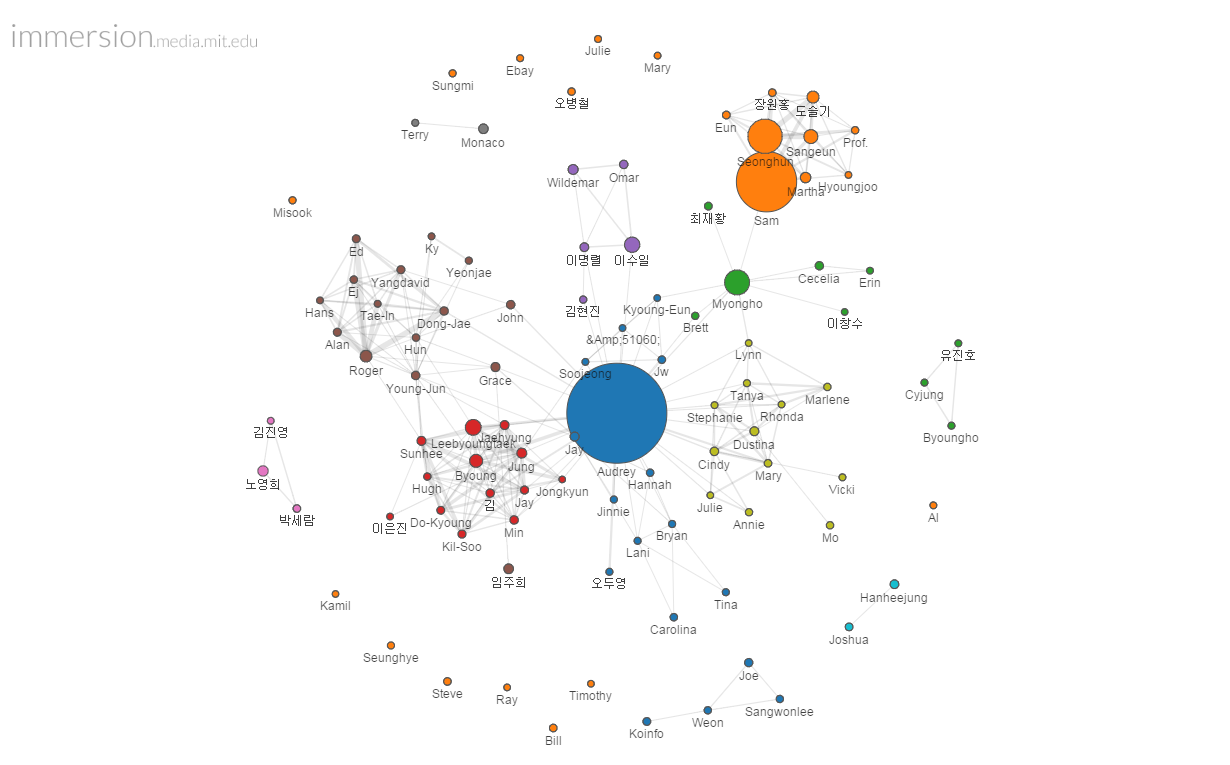 immersion.media.mit.edu
Julie
Ebay
Mary
Sungmi
오병철
장원홍
도솔기
Eun
Terry
Monaco
Prof.
Sangeun
Seonghun
Wildemar
Omar
Martha
Hyoungjoo
Misook
최재황
Sam
Ed
Ky
이명렬
이수일
Yeonjae
Yangdavid
Cecelia
Erin
Ej
Myongho
Hans
Tae-In
John
김현진
Kyoung-Eun
Dong-Jae
Brett
이창수
&Amp;51060;
Alan
Hun
Lynn
유진호
Roger
Soojeong
Jw
Grace
Young-Jun
Cyjung
Tanya
Marlene
Stephanie
Rhonda
김진영
Leebyoungtaek
Jaehyung
Dustina
Byoungho
Sunhee
Jay
Cindy
Jung
Byoung
Audrey
Mary
노영희
Hugh
Jay
Jongkyun
Hannah
Vicki
김
Julie
Jinnie
박세람
이은진
Do-Kyoung
Min
Annie
Al
Bryan
Mo
Kil-Soo
Lani
임주희
오두영
Hanheejung
Kamil
Tina
Carolina
Joshua
Seunghye
Joe
Steve
Ray
Timothy
Sangwonlee
Weon
Koinfo
Bill